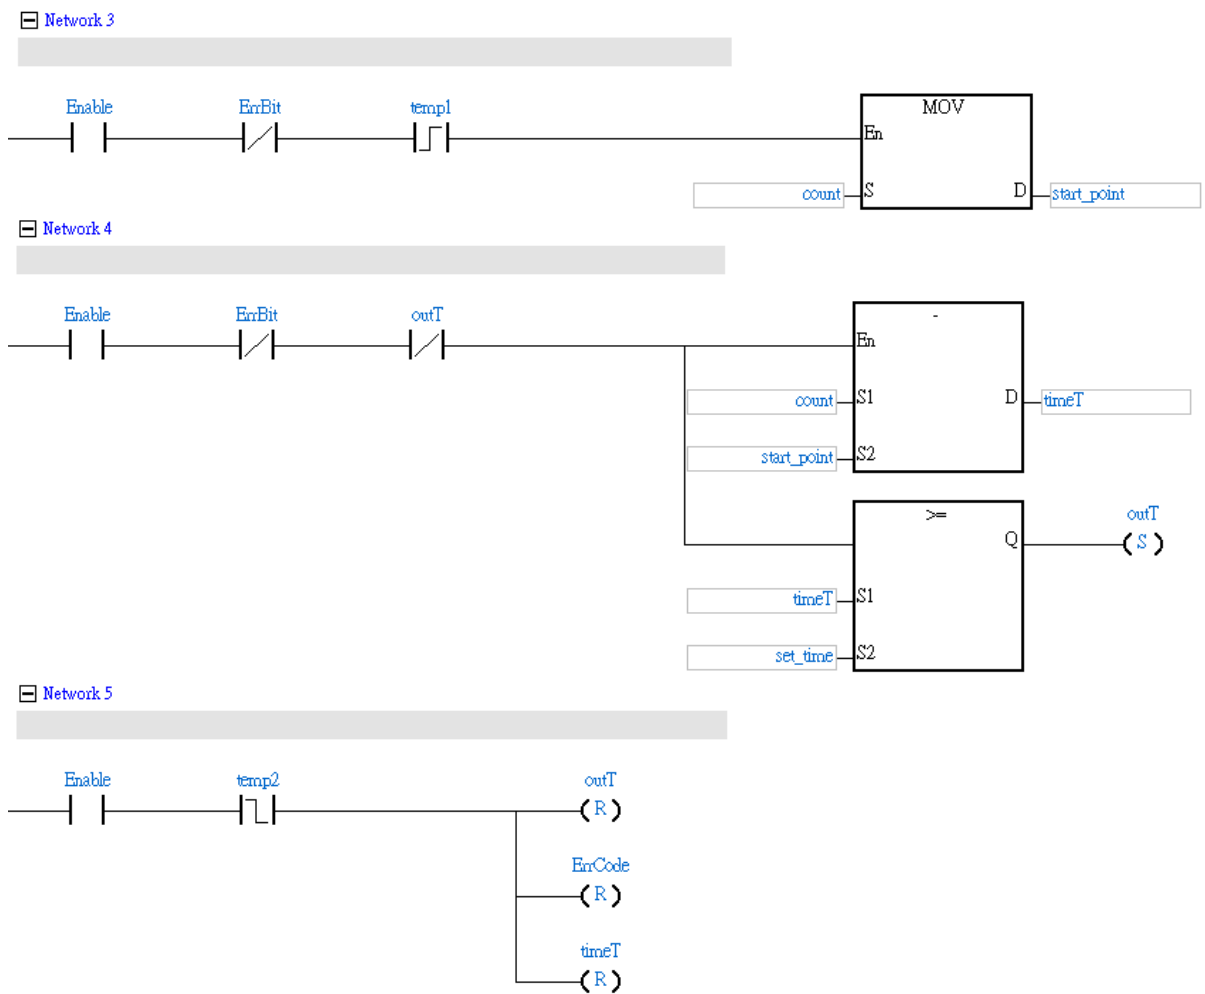 Network 3
Enable ErrBit temp1 MOV
En
count S D start_point
Network 4
Enable ErrBit outT -
En
count S1 D timeT
start_point S2
>= outT
Q S
timeT S1
set_time S2
Network 5
Enable temp2 outT
R
ErrCode
R
timeT
R